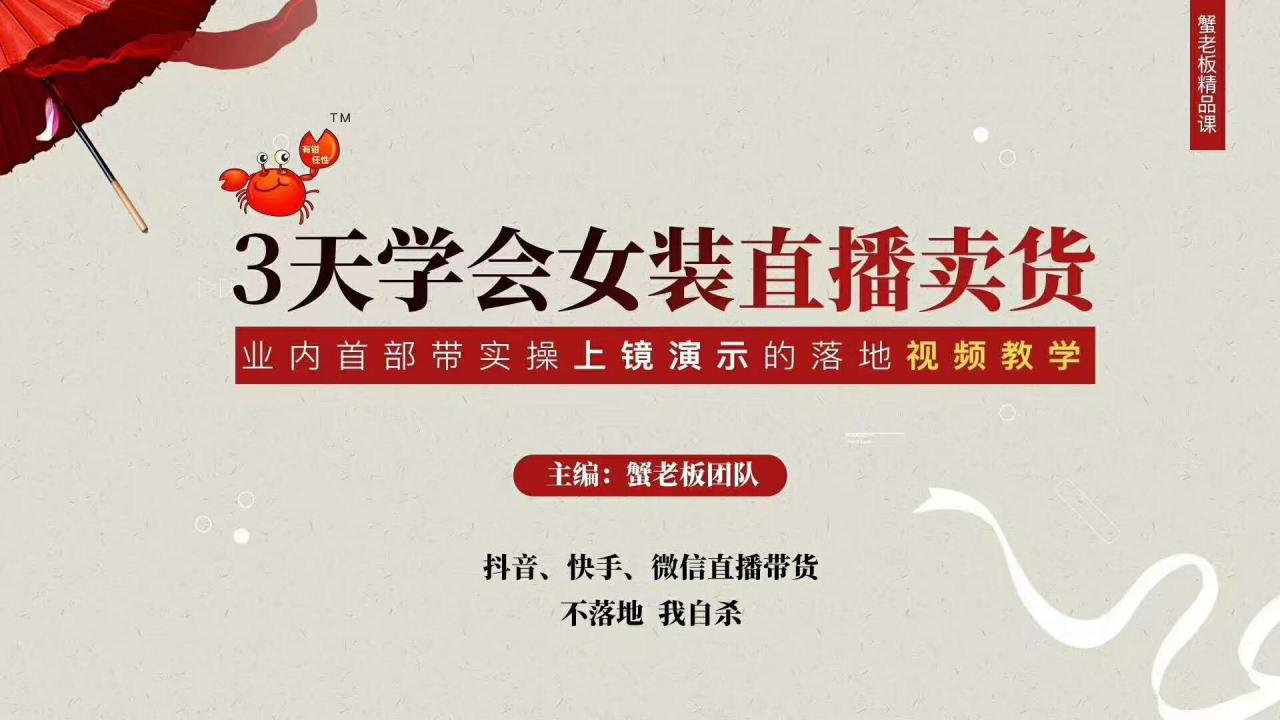 蟹老板精品课
TM
有钳
任性
3天学会女装直播卖货
业内首部带实操上镜演示的落地视频教学
主编：蟹老板团队
抖音、快手、微信直播带货
不落地 我自杀